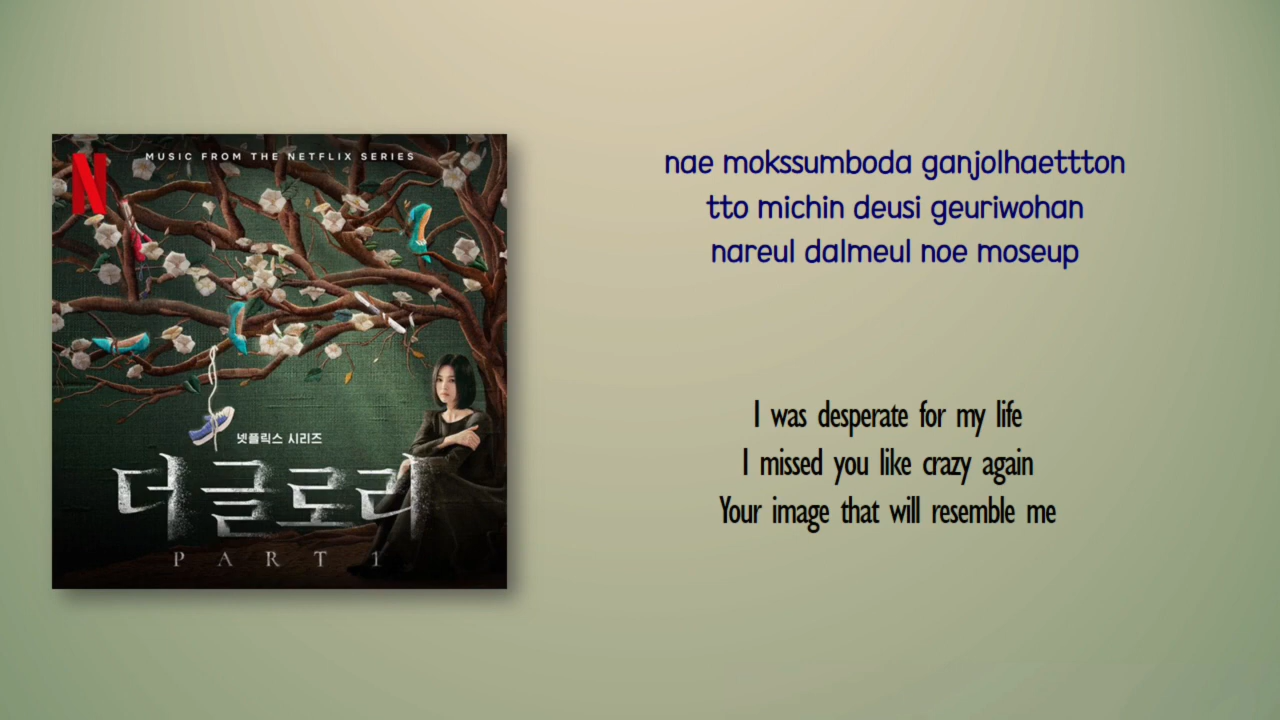 MUSIC FROM THE NETFLIX SERIES
N
넷플릭스 시리즈
더 글로리
PART 1
nae mokssumboda ganjolhaettton
tto michin deusi geuriwohan
nareul dalmeul noe moseup
I was desperate for my life
I missed you like crazy again
Your image that will resemble me